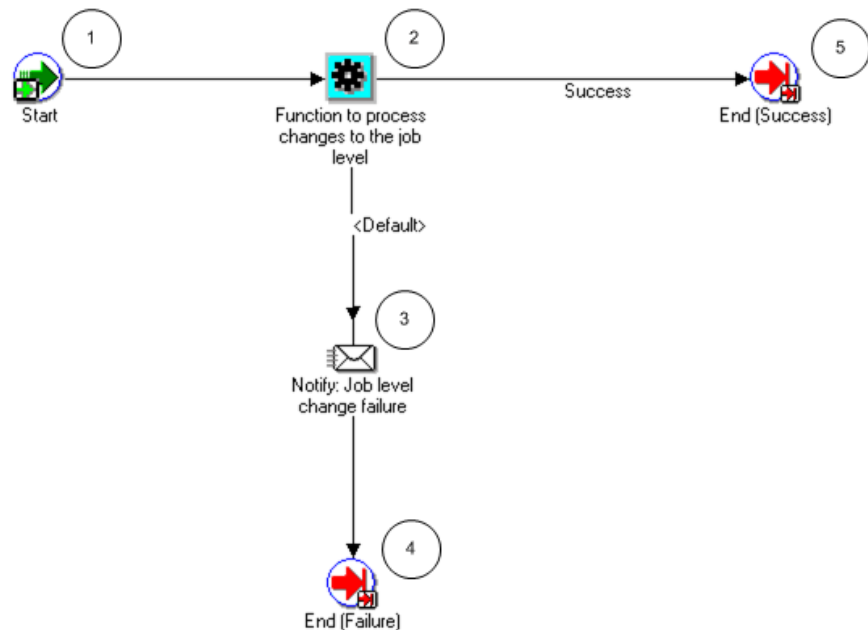 1
2
5
Start
Function to process
changes to the job
level
Success
End (Success)
<Default>
3
Notify: Job level
change failure
4
End (Failure)